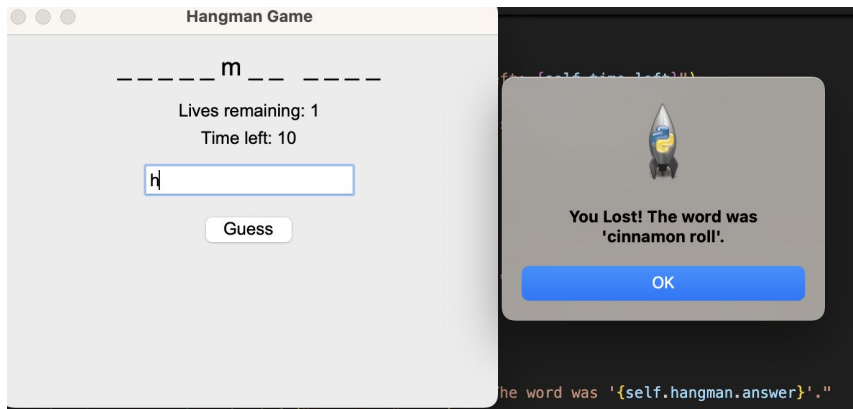 Hangman Game
_ _ _ _ _ m _ _  _ _ _ _
Lives remaining: 1
Time left: 10
h
Guess
{self.time_left}")
You Lost! The word was
'cinnamon roll'.
OK
he word was '{self.hangman.answer}'."